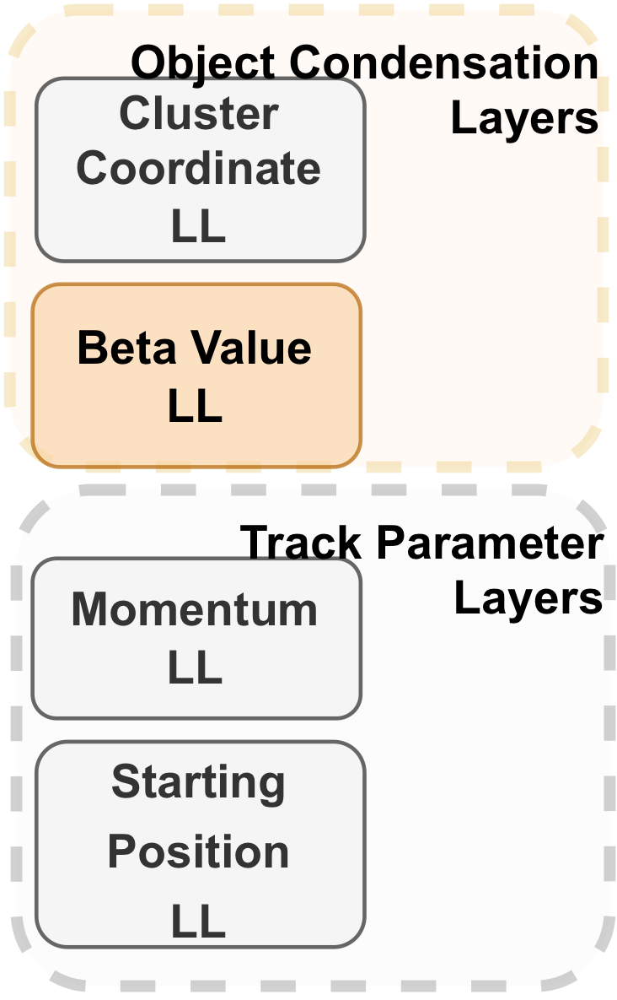 Object Condensation
Layers
Cluster
Coordinate
LL
Beta Value
LL
Track Parameter
Layers
Momentum
LL
Starting
Position
LL